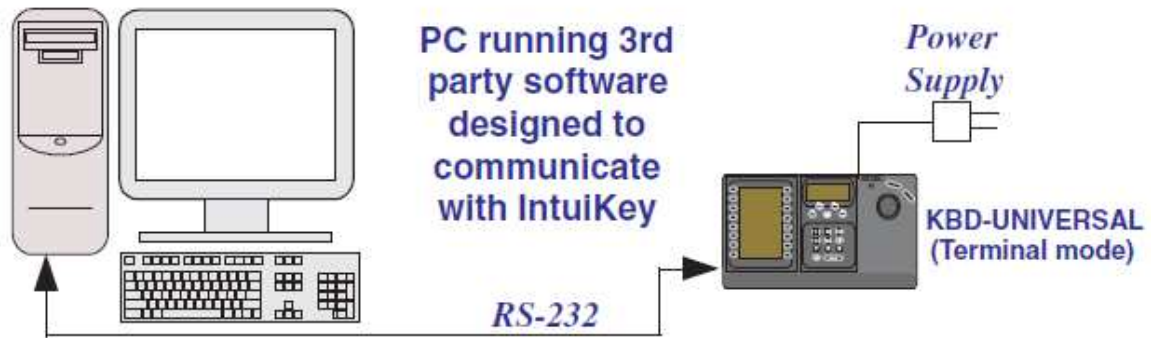 PC running 3rd
party software
designed to
communicate
with IntuiKey
Power
Supply
KBD-UNIVERSAL
(Terminal mode)
RS-232